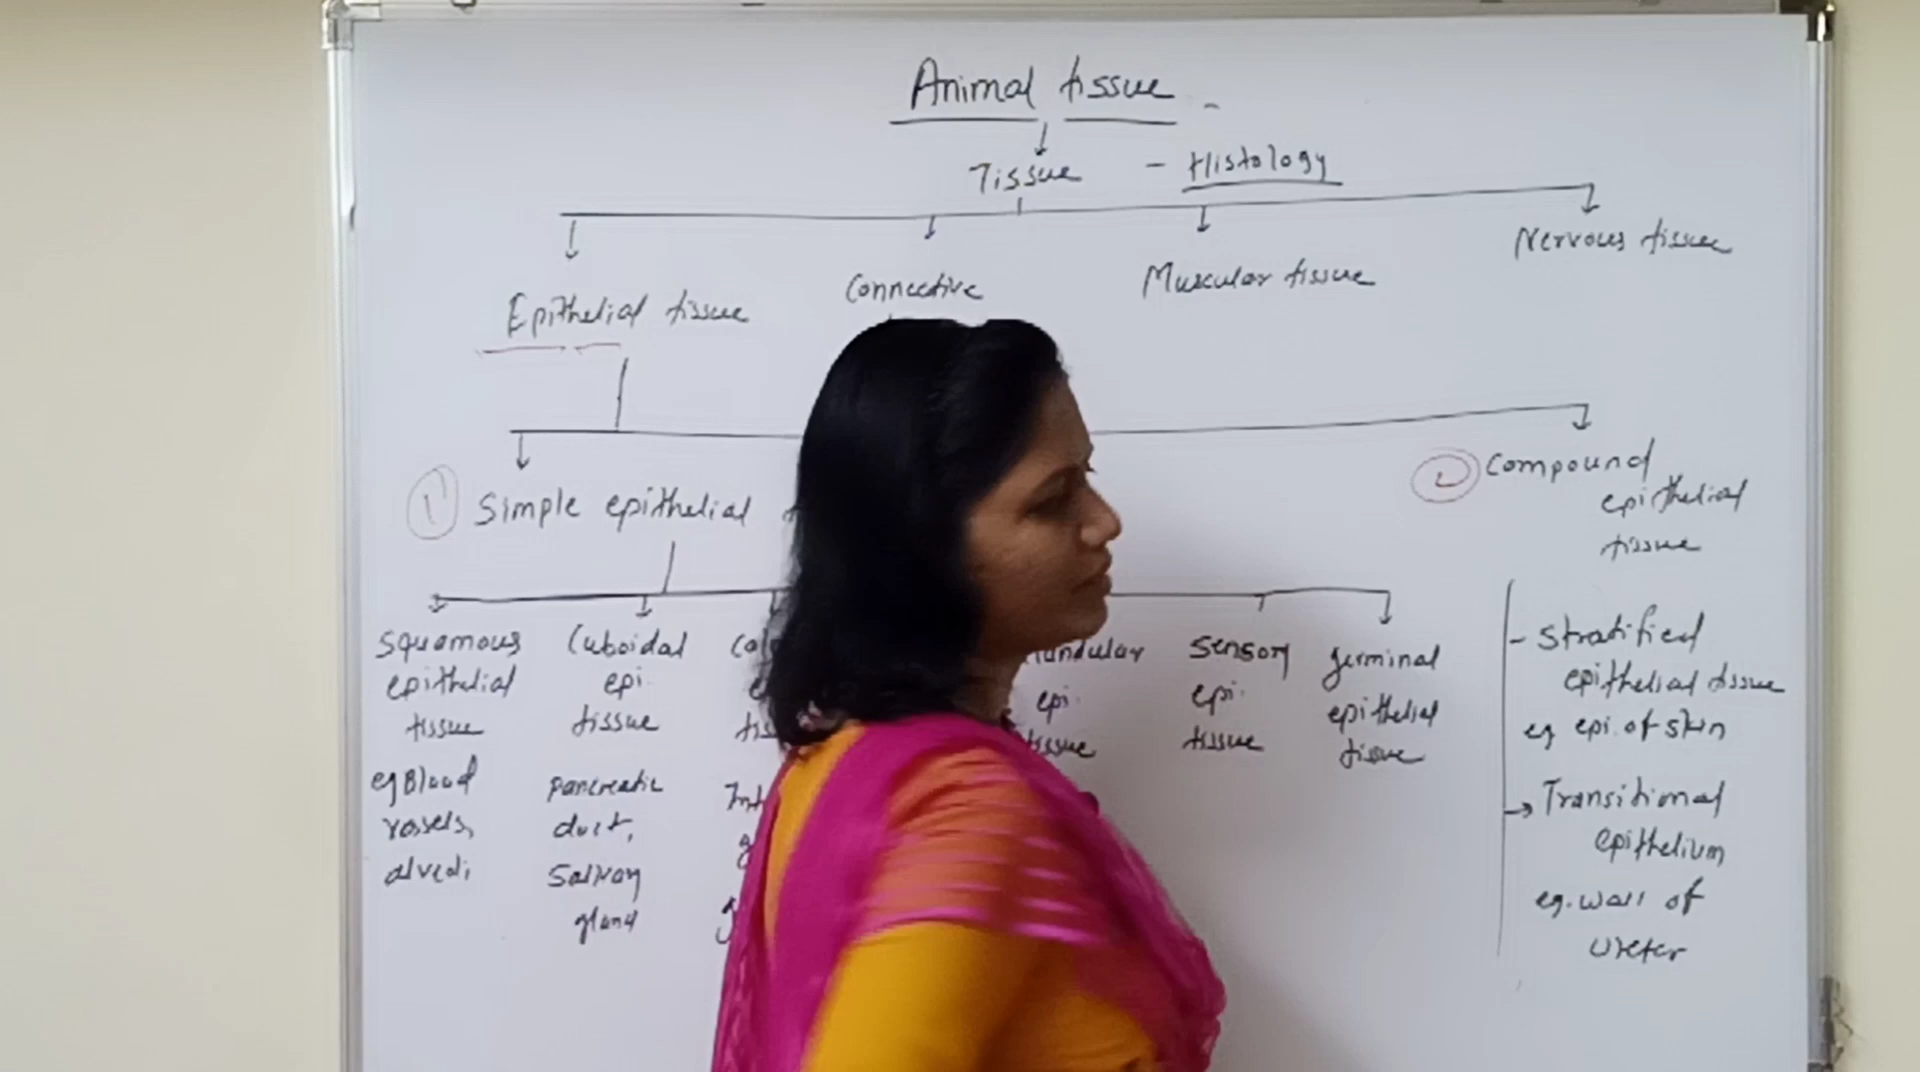 Animal tissue
Tissue - Histology
Epithelial tissue
Connective
Muscular tissue
Nervous tissue
1 Simple epithelial
2 Compound
epithelial
tissue
Squamous
epithelial
tissue
eg Blood
vessels,
alveoli
Cuboidal
epi.
tissue
pancreatic
duct,
Salivary
gland
epi.
tissue
Sensory
epi.
tissue
germinal
epithelial
tissue
- Stratified
epithelial tissue
eg epi. of skin
→ Transitional
epithelium
eg. wall of
Ureter